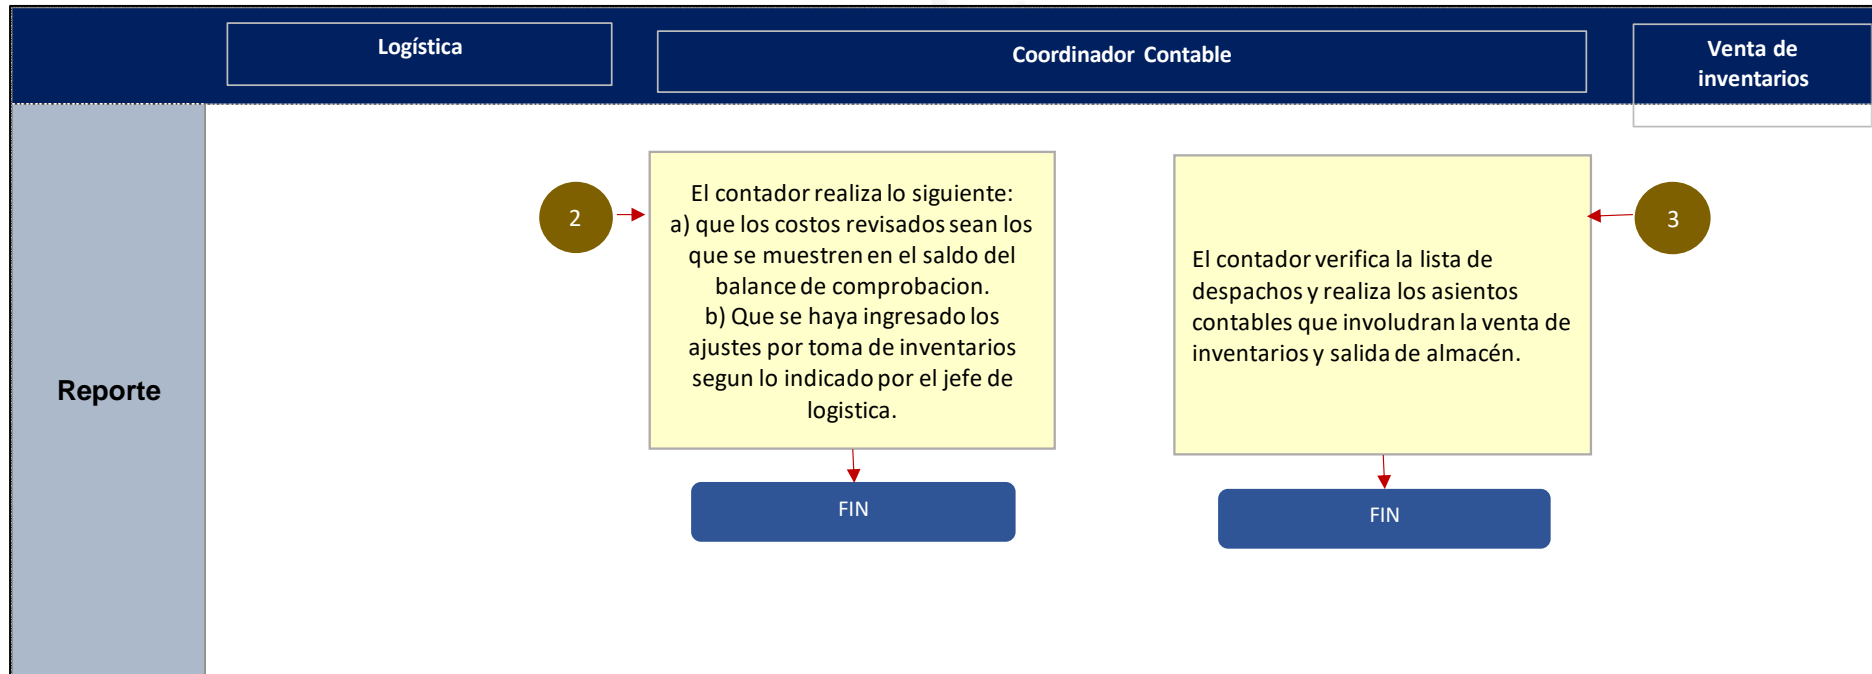 Logística
Coordinador Contable
Venta de
inventarios
Reporte
2
El contador realiza lo siguiente:
a) que los costos revisados sean los
que se muestren en el saldo del
balance de comprobacion.
b) Que se haya ingresado los
ajustes por toma de inventarios
segun lo indicado por el jefe de
logistica.
FIN
El contador verifica la lista de
despachos y realiza los asientos
contables que involudran la venta de
inventarios y salida de almacén.
3
FIN